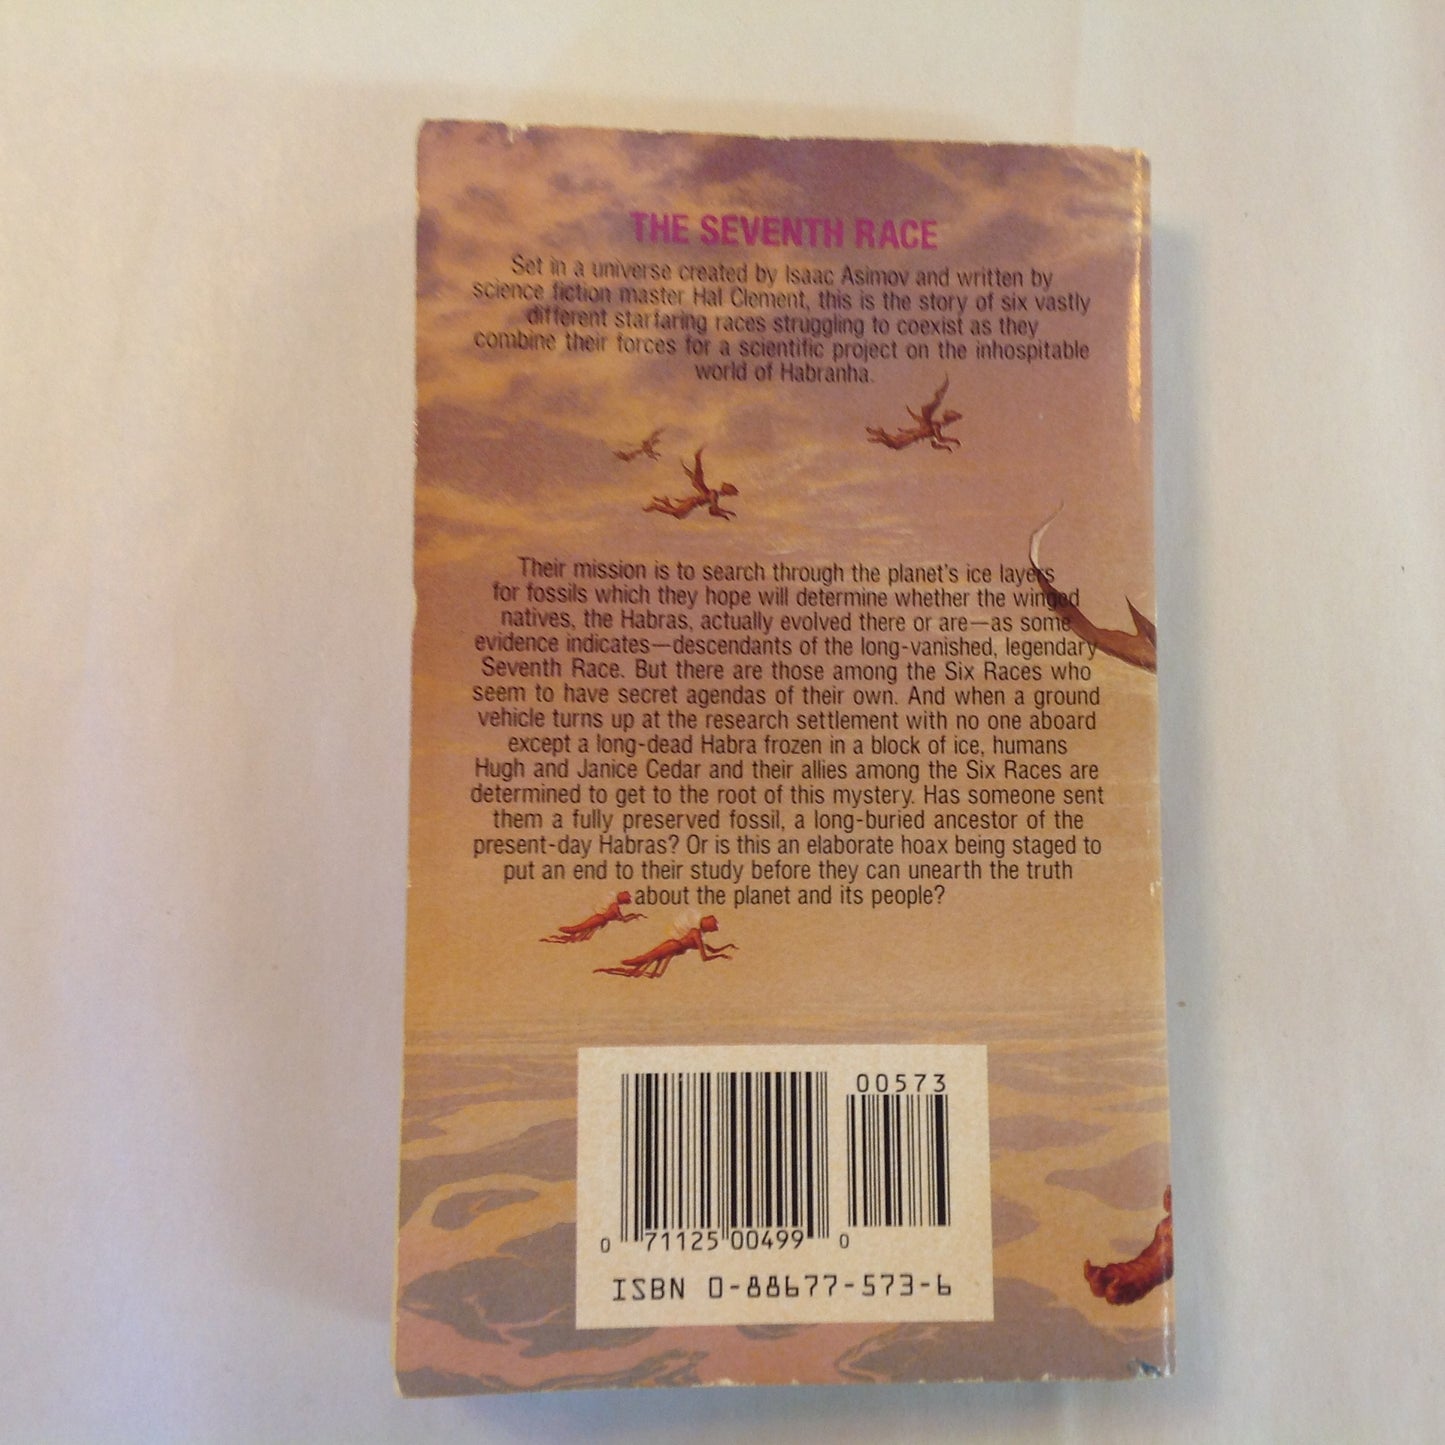 THE SEVENTH RACE
Set in a universe created by Isaac Asimov and written by
science fiction master Hal Clement, this is the story of six vastly
different starfaring races struggling to coexist as they
combine their forces for a scientific project on the inhospitable
world of Habranha.
Their mission is to search through the planet's ice layers
for fossils which they hope will determine whether the winged
natives, the Habras, actually evolved there or are—as some
evidence indicates—descendants of the long-vanished, legendary
Seventh Race. But there are those among the Six Races who
seem to have secret agendas of their own. And when a ground
vehicle turns up at the research settlement with no one aboard
except a long-dead Habra frozen in a block of ice, humans
Hugh and Janice Cedar and their allies among the Six Races are
determined to get to the root of this mystery. Has someone sent
them a fully preserved fossil, a long-buried ancestor of the
present-day Habras? Or is this an elaborate hoax being staged to
put an end to their study before they can unearth the truth
about the planet and its people?
00573
0 71125 00499 0
ISBN 0-88677-573-6